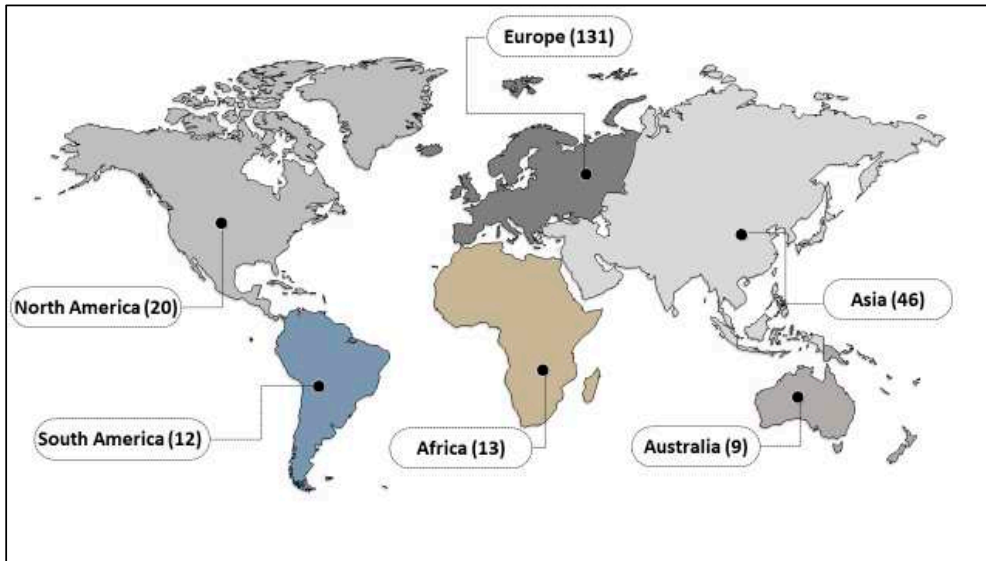 Europe (131)
North America (20)
Asia (46)
South America (12)
Africa (13)
Australia (9)